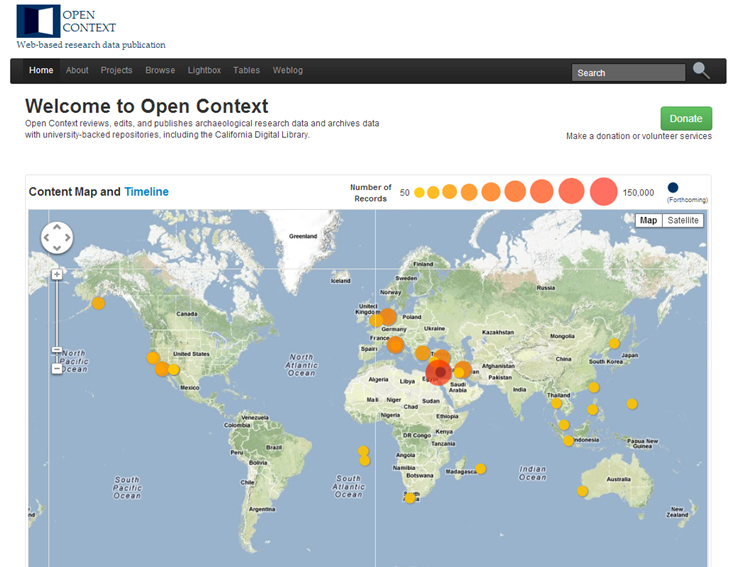 OPEN
CONTEXT
Web-based research data publication
Home About Projects Browse Lightbox Tables Weblog
Search
Welcome to Open Context
Open Context reviews, edits, and publishes archaeological research data and archives data
with university-backed repositories, including the California Digital Library.
Donate
Make a donation or volunteer services
Content Map and Timeline
Number of
Records
50
150,000
(Forthcoming)
Map Satellite
Greenland
Iceland
Finland
Sweden
Norway
Russia
United
Kingdom
Poland
Germany
Ukraine
France
Spain
Kazakhstan
Mongolia
Canada
United States
North
Pacific
Ocean
North
Atlantic
Ocean
Mexico
China
Japan
South Korea
Afghanistan
Pakistan
India
Thailand
Algeria
Libya
Saudi
Arabia
Mali
Niger
Chad
Sudan
Nigeria
Ethiopia
DR Congo
Kenya
Tanzania
Angola
Namibia
Botswana
Madagascar
South
Venezuela
Colombia
Peru
Brazil
Bolivia
Chile
Argentina
South
Pacific
Ocean
South
Atlantic
Ocean
Indian
Ocean
Indonesia
Papua New
Guinea
Australia
New
Zealand